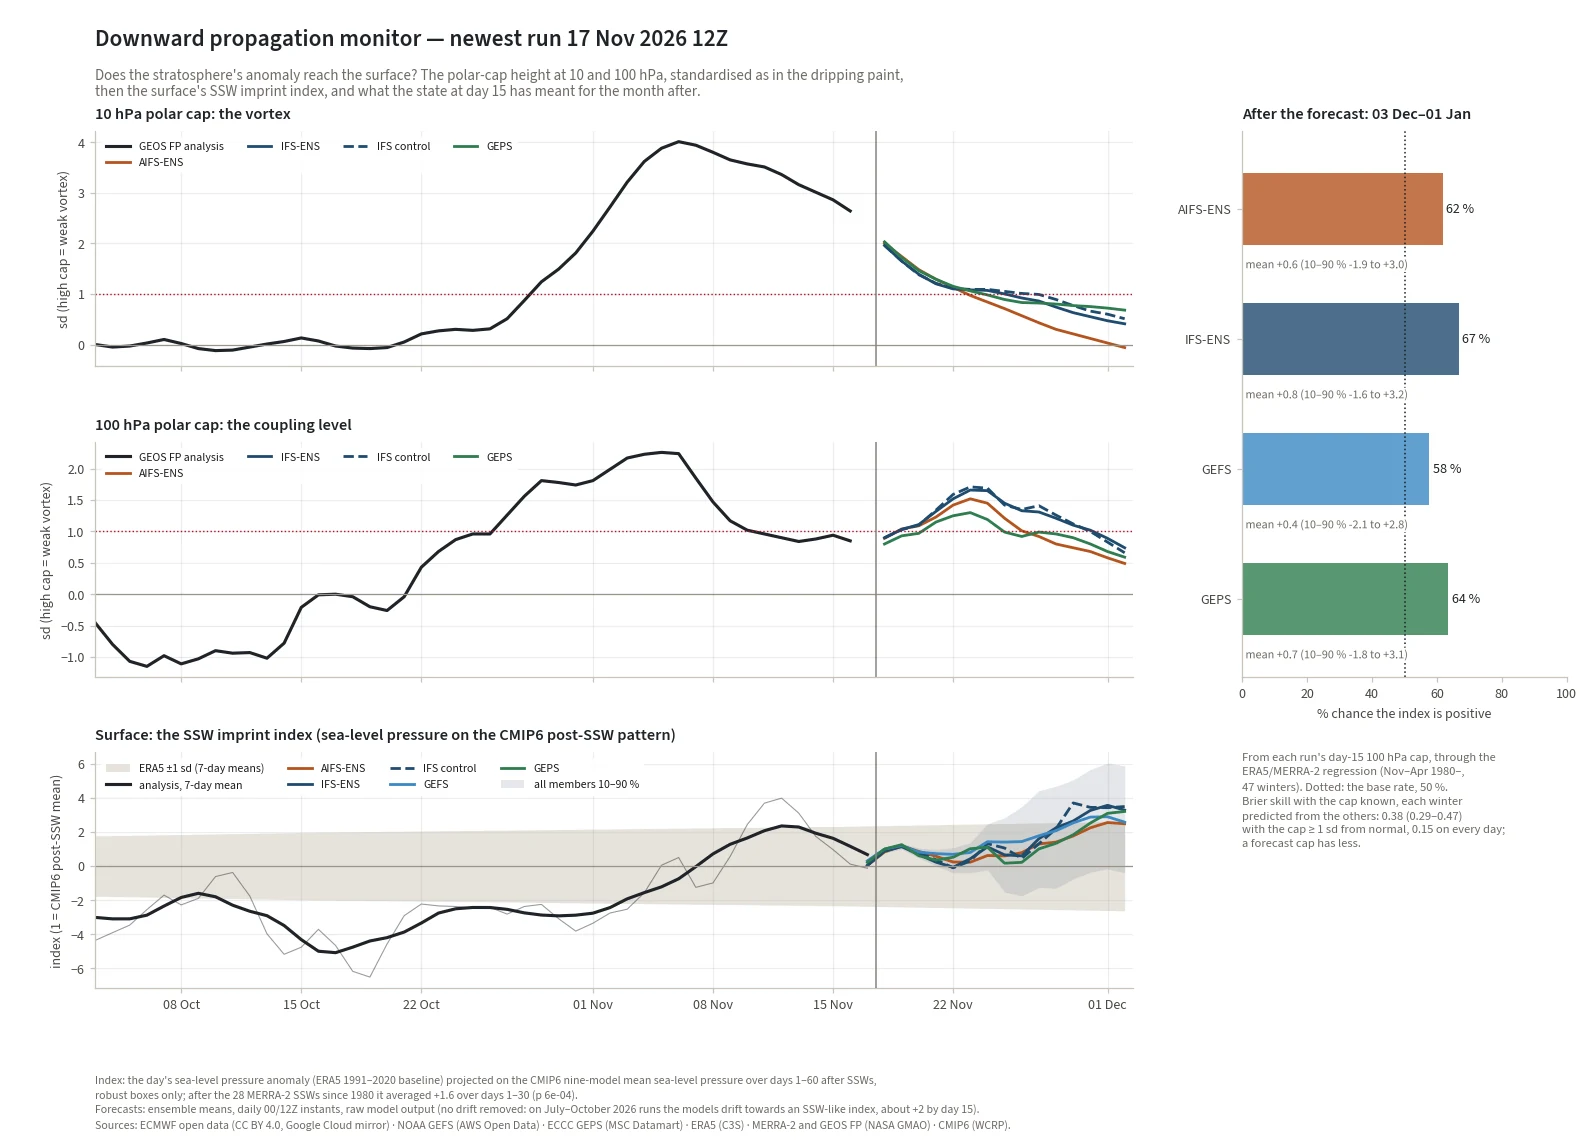 Downward propagation monitor — newest run 17 Nov 2026 12Z
Does the stratosphere's anomaly reach the surface? The polar-cap height at 10 and 100 hPa, standardised as in the dripping paint,
then the surface's SSW imprint index, and what the state at day 15 has meant for the month after.
10 hPa polar cap: the vortex
GEOS FP analysis
IFS-ENS
IFS control
GEPS
AIFS-ENS
4
3
2
1
0
sd (high cap = weak vortex)
100 hPa polar cap: the coupling level
GEOS FP analysis
IFS-ENS
IFS control
GEPS
AIFS-ENS
2.0
1.5
1.0
0.5
0.0
−0.5
−1.0
sd (high cap = weak vortex)
Surface: the SSW imprint index (sea-level pressure on the CMIP6 post-SSW pattern)
ERA5 ±1 sd (7-day means)
AIFS-ENS
IFS control
GEPS
analysis, 7-day mean
IFS-ENS
GEFS
all members 10–90 %
6
4
2
0
−2
−4
−6
index (1 = CMIP6 post-SSW mean)
08 Oct
15 Oct
22 Oct
01 Nov
08 Nov
15 Nov
22 Nov
01 Dec
After the forecast: 03 Dec–01 Jan
AIFS-ENS
62 %
mean +0.6 (10–90 % -1.9 to +3.0)
IFS-ENS
67 %
mean +0.8 (10–90 % -1.6 to +3.2)
GEFS
58 %
mean +0.4 (10–90 % -2.1 to +2.8)
GEPS
64 %
mean +0.7 (10–90 % -1.8 to +3.1)
0
20
40
60
80
100
% chance the index is positive
From each run's day-15 100 hPa cap, through the
ERA5/MERRA-2 regression (Nov–Apr 1980–,
47 winters). Dotted: the base rate, 50 %.
Brier skill with the cap known, each winter
predicted from the others: 0.38 (0.29–0.47)
with the cap ≥ 1 sd from normal, 0.15 on every day;
a forecast cap has less.
Index: the day's sea-level pressure anomaly (ERA5 1991–2020 baseline) projected on the CMIP6 nine-model mean sea-level pressure over days 1–60 after SSWs,
robust boxes only; after the 28 MERRA-2 SSWs since 1980 it averaged +1.6 over days 1–30 (p 6e-04).
Forecasts: ensemble means, daily 00/12Z instants, raw model output (no drift removed: on July–October 2026 runs the models drift towards an SSW-like index, about +2 by day 15).
Sources: ECMWF open data (CC BY 4.0, Google Cloud mirror) · NOAA GEFS (AWS Open Data) · ECCC GEPS (MSC Datamart) · ERA5 (C3S) · MERRA-2 and GEOS FP (NASA GMAO) · CMIP6 (WCRP).